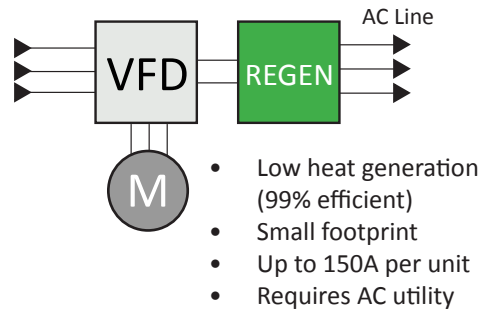 AC Line
VFD
REGEN
M
• Low heat generation
(99% efficient)
• Small footprint
• Up to 150A per unit
• Requires AC utility